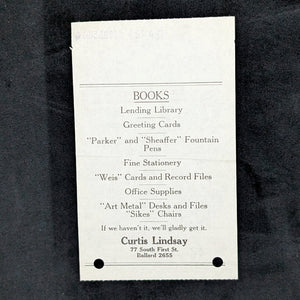 BOOKS
Lending Library
Greeting Cards
"Parker" and "Sheaffer" Fountain
Pens
Fine Stationery
"Weis" Cards and Record Files
Office Supplies
"Art Metal" Desks and Files
"Sikes" Chairs
If we haven't it, we'll gladly get it.
Curtis Lindsay
77 South First St.
Ballard 2655